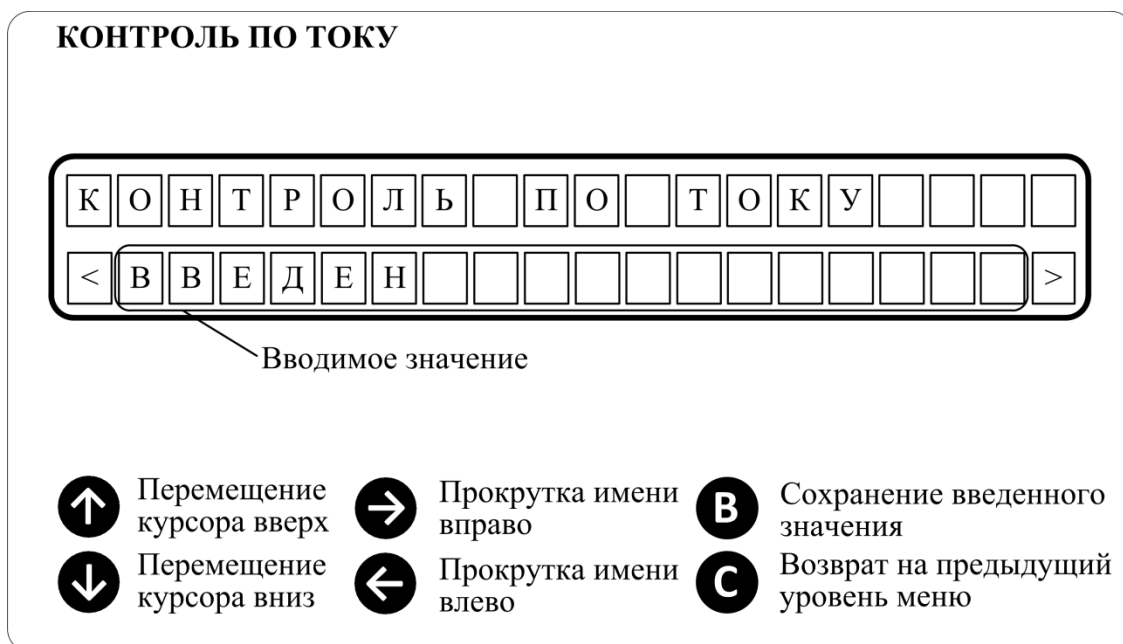 КОНТРОЛЬ ПО ТОКУ
КОНТРОЛЬ ПО ТОКУ
< ВВЕДЕН >
Вводимое значение
↑ Перемещение курсора вверх
→ Прокрутка имени вправо
B Сохранение введенного значения
↓ Перемещение курсора вниз
← Прокрутка имени влево
C Возврат на предыдущий уровень меню